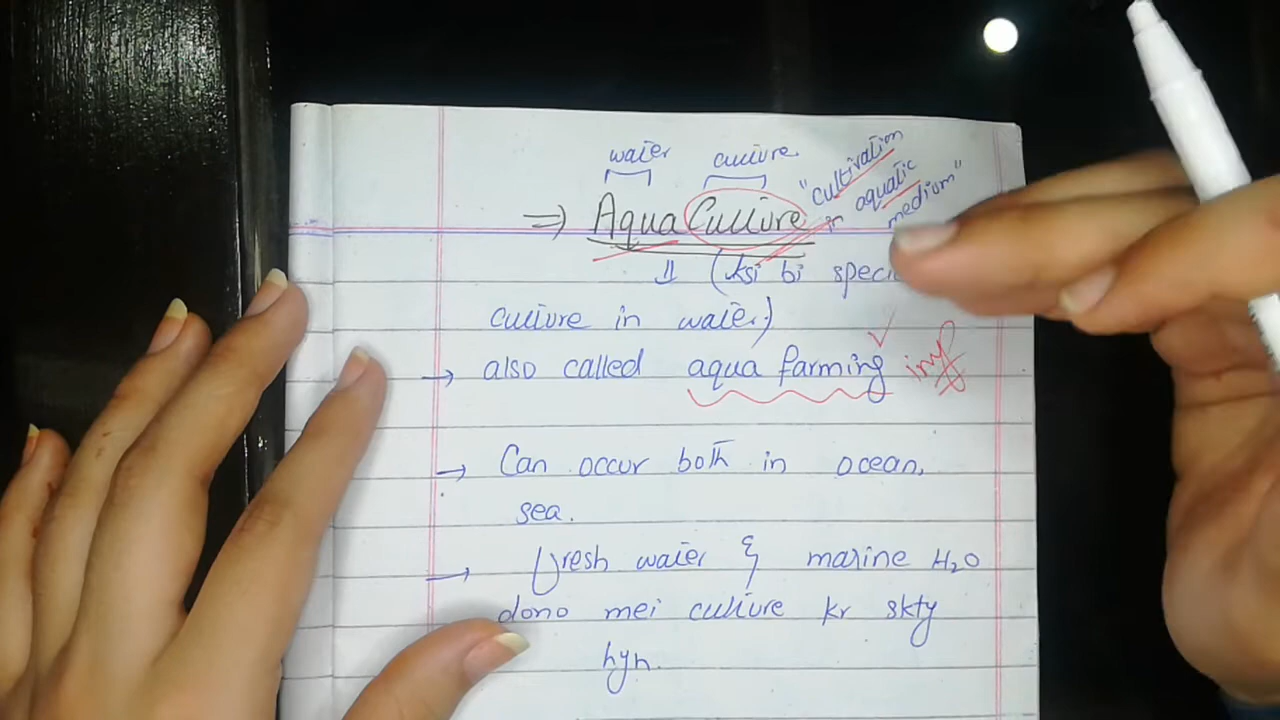 water culture
"cultivation
in aquatic
medium"
=> AquaCulture
⇓ (ksi bi
culture in water)
→ also called aqua farming ✓ imp
→ Can occur both in ocean,
sea.
→ fresh water & marine H₂O
dono mei culture kr skty
hyn.